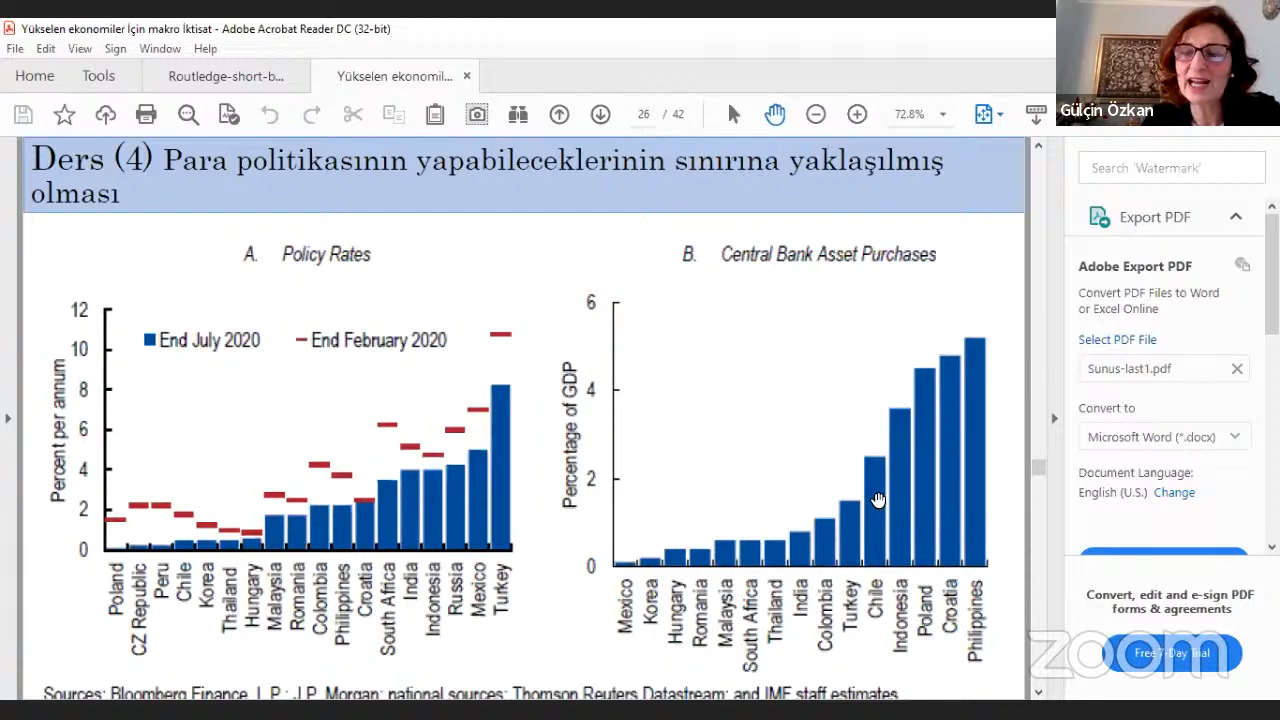 Yükselen ekonomiler İçin makro İktisat - Adobe Acrobat Reader DC (32-bit)
File Edit View Sign Window Help
Home Tools Routledge-short-b... Yükselen ekonomil... ×
26 / 42 72.8%
Gülçin Özkan
Ders (4) Para politikasının yapabileceklerinin sınırına yaklaşılmış
olması
A. Policy Rates
12
10
8
6
4
2
0
Percent per annum
End July 2020 End February 2020
Poland
CZ Republic
Peru
Chile
Korea
Thailand
Hungary
Malaysia
Romania
Colombia
Philippines
Croatia
South Africa
India
Indonesia
Russia
Mexico
Turkey
B. Central Bank Asset Purchases
6
4
2
0
Percentage of GDP
Mexico
Korea
Hungary
Romania
Malaysia
South Africa
Thailand
India
Colombia
Turkey
Chile
Indonesia
Poland
Croatia
Philippines
Sources: Bloomberg Finance, L.P.; J.P. Morgan; national sources; Thomson Reuters Datastream; and IMF staff estimates
Search 'Watermark'
Export PDF
Adobe Export PDF
Convert PDF Files to Word
or Excel Online
Select PDF File
Sunus-last1.pdf
Convert to
Microsoft Word (*.docx)
Document Language:
English (U.S.) Change
Convert, edit and e-sign PDF
forms & agreements
Free 7-Day Trial
zoom